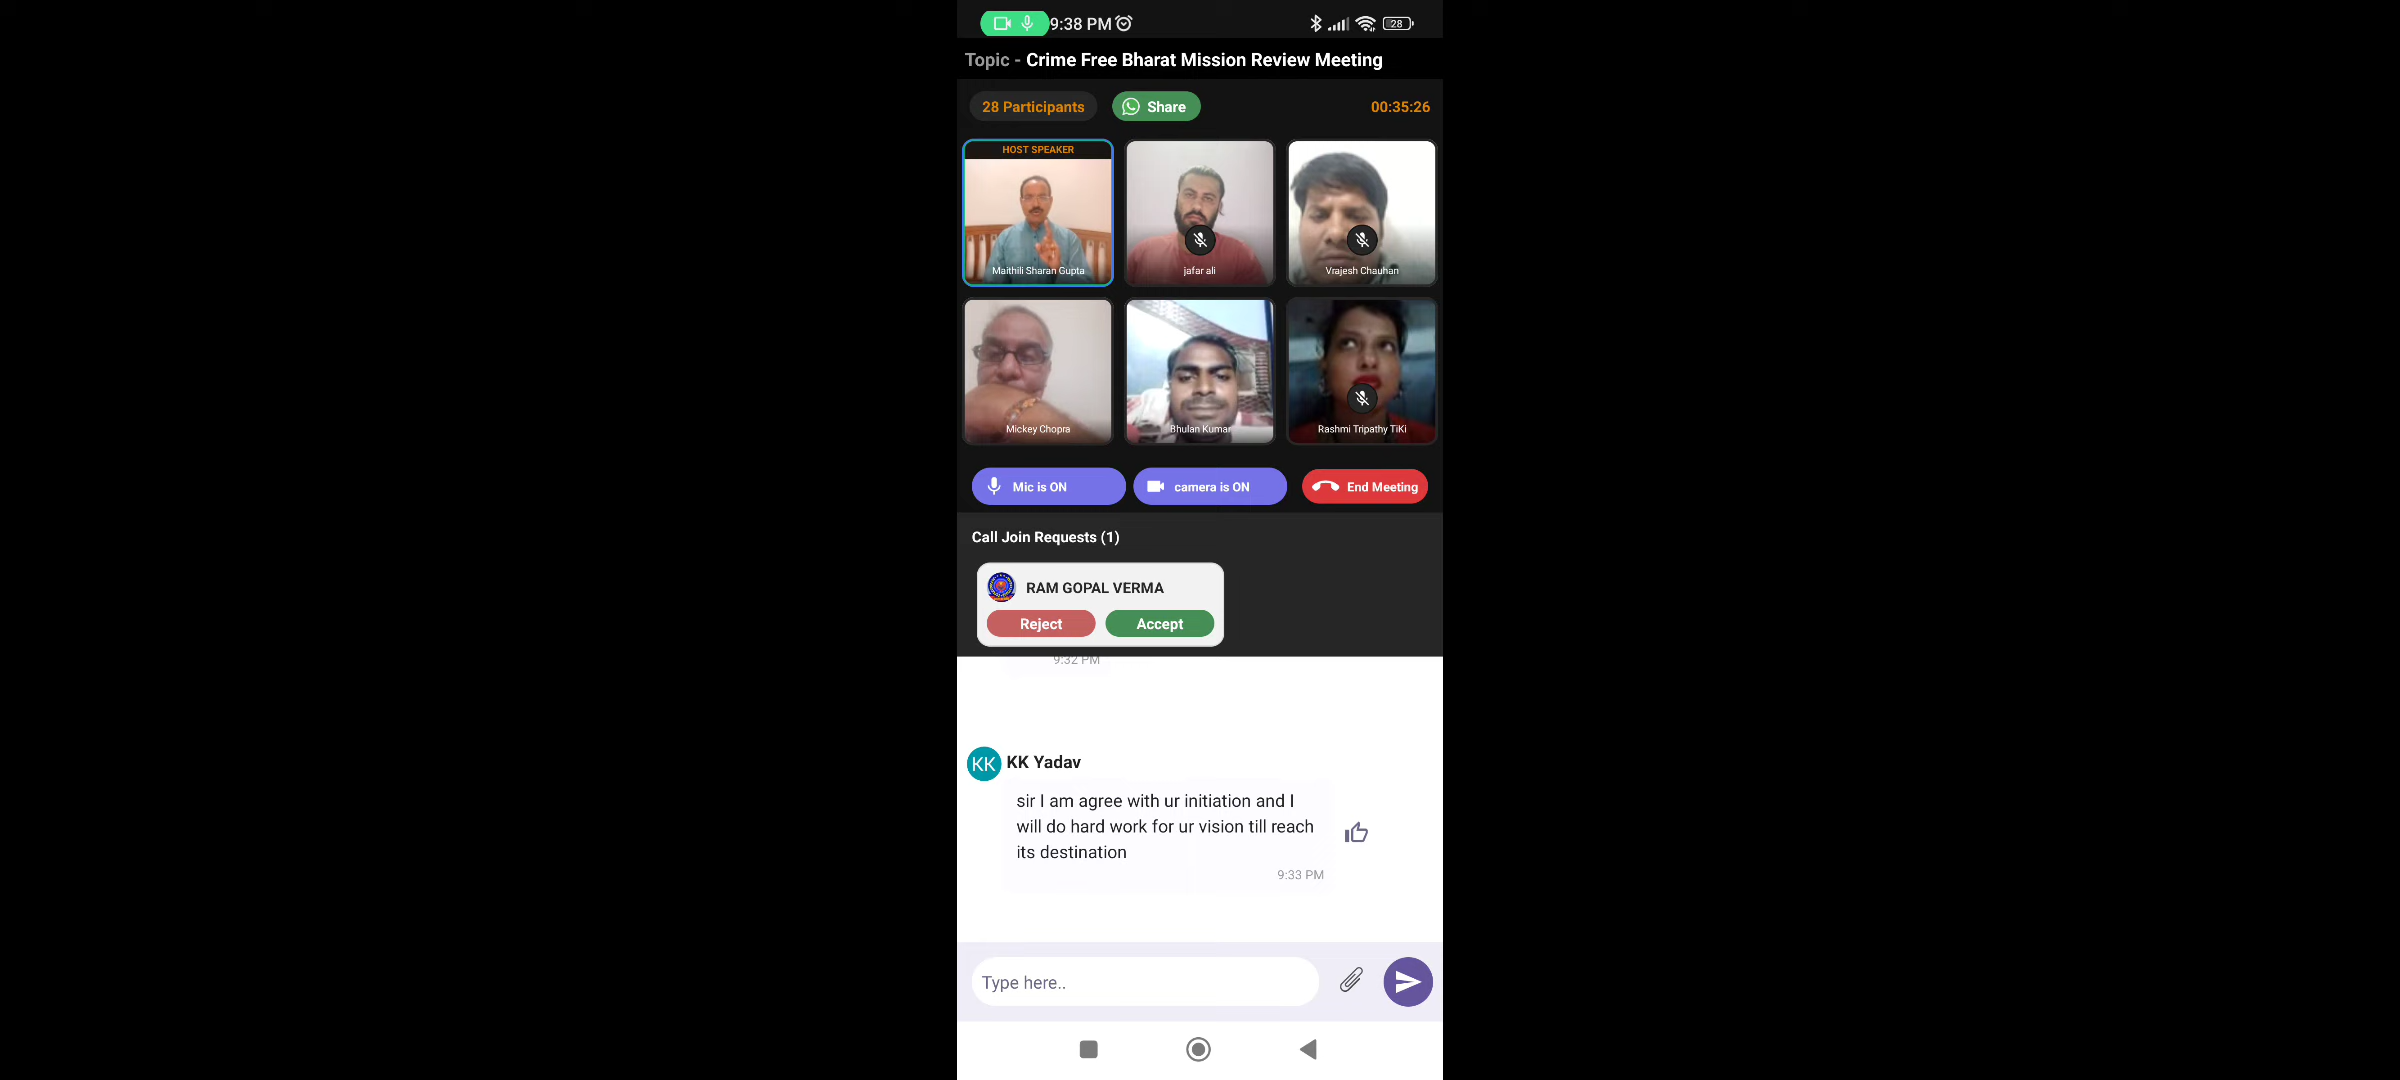 9:38 PM
28
Topic - Crime Free Bharat Mission Review Meeting
28 Participants
Share
00:35:26
HOST SPEAKER
Maithili Sharan Gupta
jafar ali
Vrajesh Chauhan
Mickey Chopra
Bhulan Kumar
Rashmi Tripathy TiKi
Mic is ON
camera is ON
End Meeting
Call Join Requests (1)
RAM GOPAL VERMA
Reject
Accept
9:32 PM
KK
KK Yadav
sir I am agree with ur initiation and I
will do hard work for ur vision till reach
its destination
9:33 PM
Type here..